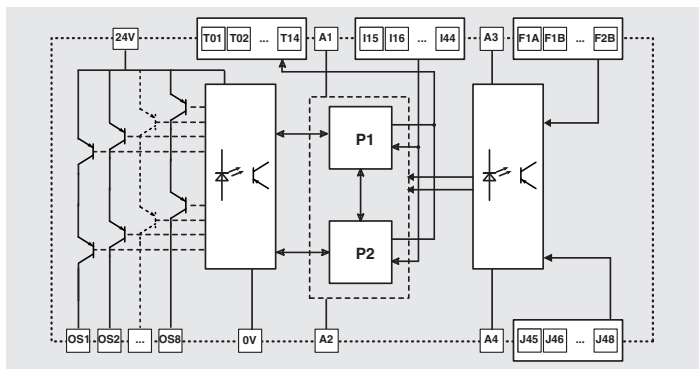 24V T01 T02 ... T14 A1 I15 I16 ... I44 A3 F1A F1B ... F2B
P1
P2
OS1 OS2 ... OS8 0V A2 A4 J45 J46 ... J48